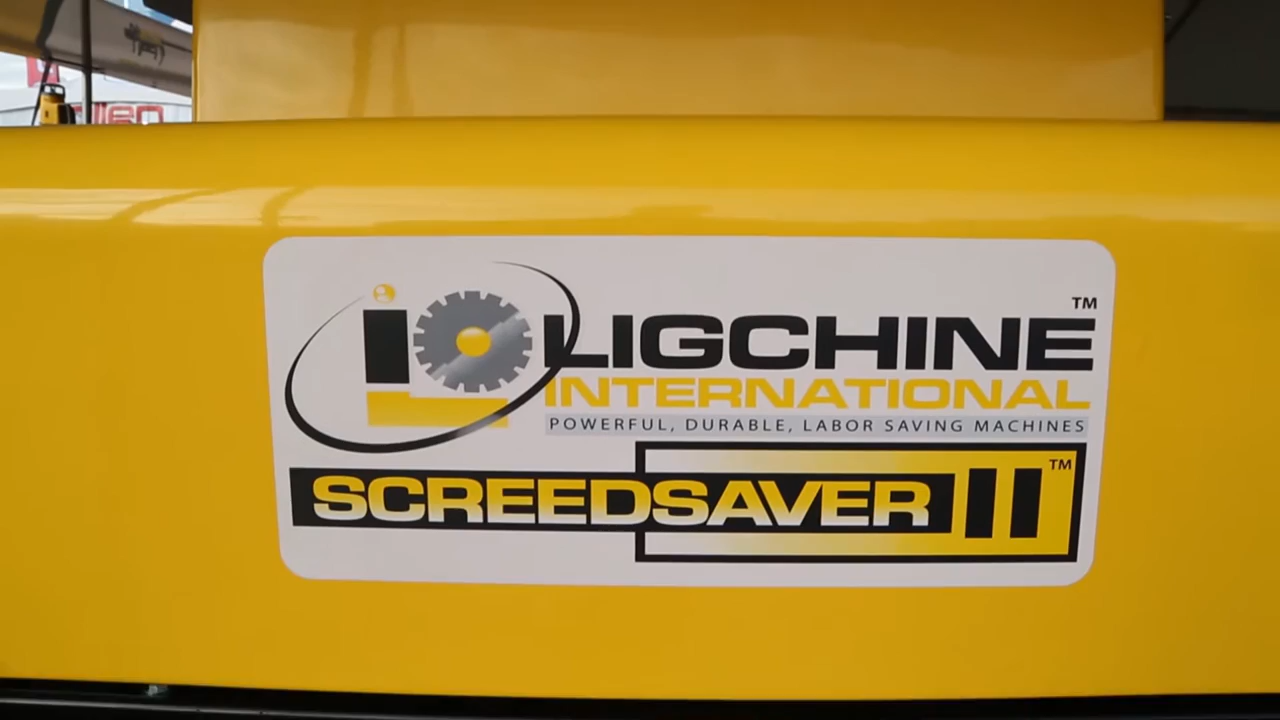 LIGCHINE™
INTERNATIONAL
POWERFUL, DURABLE, LABOR SAVING MACHINES
SCREEDSAVER II™